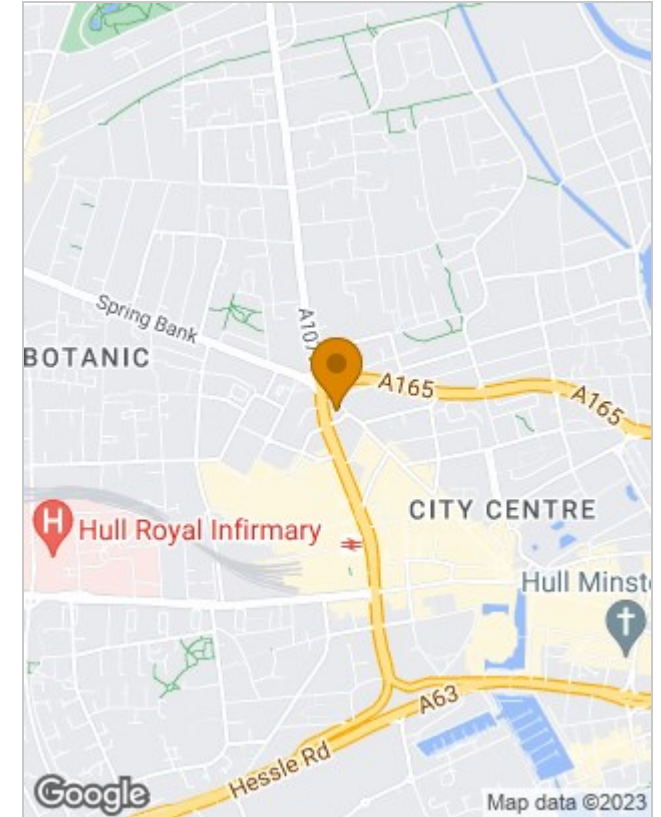 Spring Bank
BOTANIC
A107
A165
A165
CITY CENTRE
H
Hull Royal Infirmary
Hull Minst
A63
Hessle Rd
Google
Map data ©2023